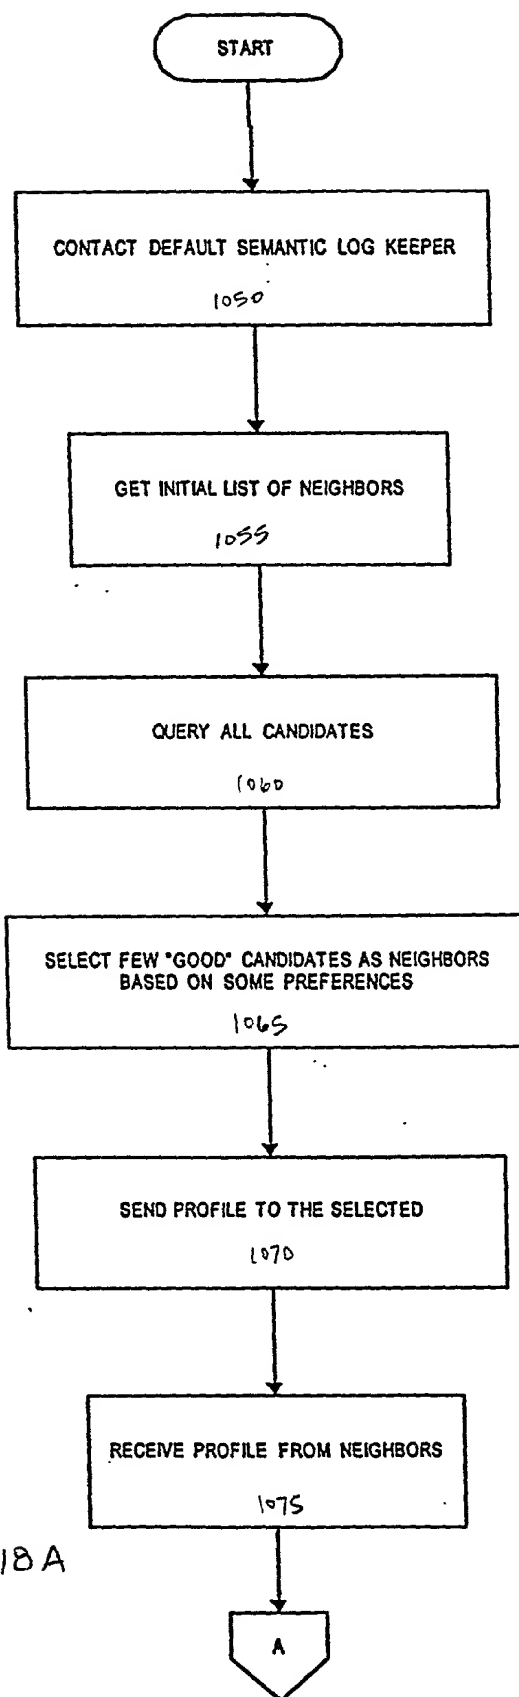 START
CONTACT DEFAULT SEMANTIC LOG KEEPER
1050
GET INITIAL LIST OF NEIGHBORS
1055
QUERY ALL CANDIDATES
1060
SELECT FEW "GOOD" CANDIDATES AS NEIGHBORS
BASED ON SOME PREFERENCES
1065
SEND PROFILE TO THE SELECTED
1070
RECEIVE PROFILE FROM NEIGHBORS
1075
18A
A